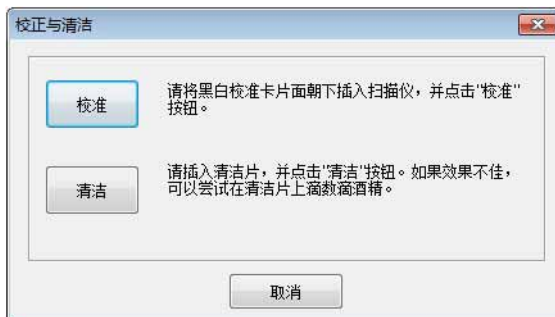 校正与清洁
校准
请将黑白校准卡片面朝下插入扫描仪，并点击"校准"
按钮。
清洁
请插入清洁片，并点击"清洁"按钮。如果效果不佳，
可以尝试在清洁片上滴数滴酒精。
取消